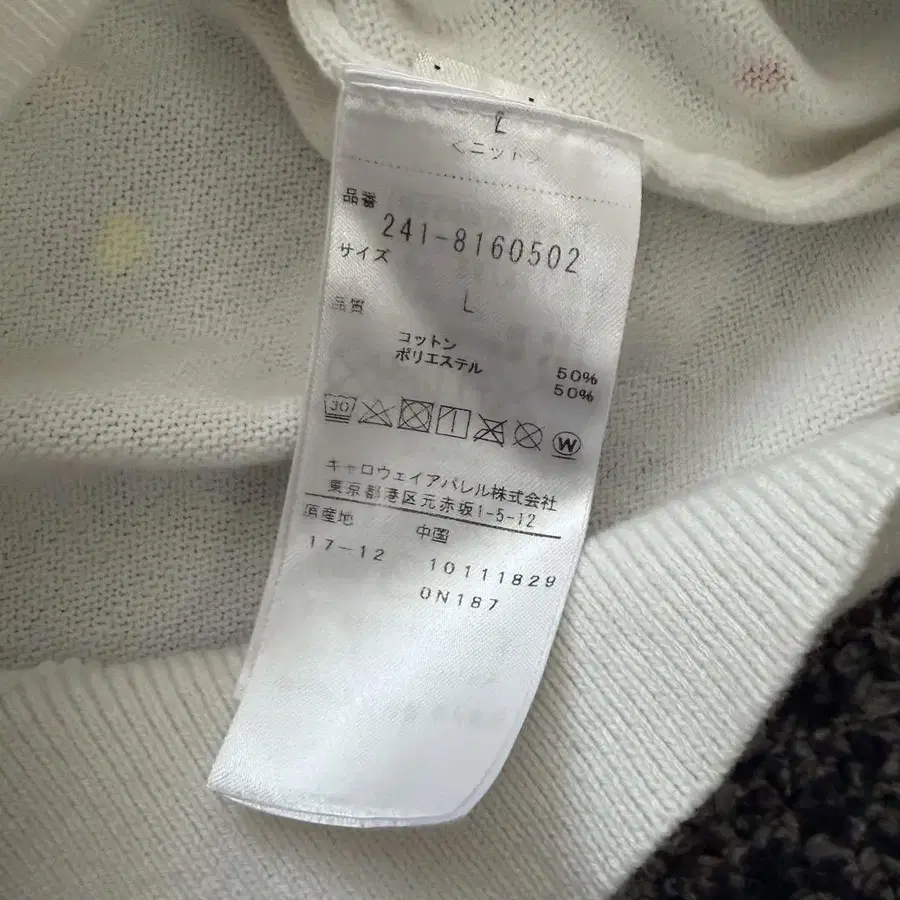 L
＜ニット＞
品番
241-8160502
サイズ
L
品質
コットン 50%
ポリエステル 50%
30 1 W
キャロウェイアパレル株式会社
東京都港区元赤坂1-5-12
原産地 中国
17-12 10111829
0N187